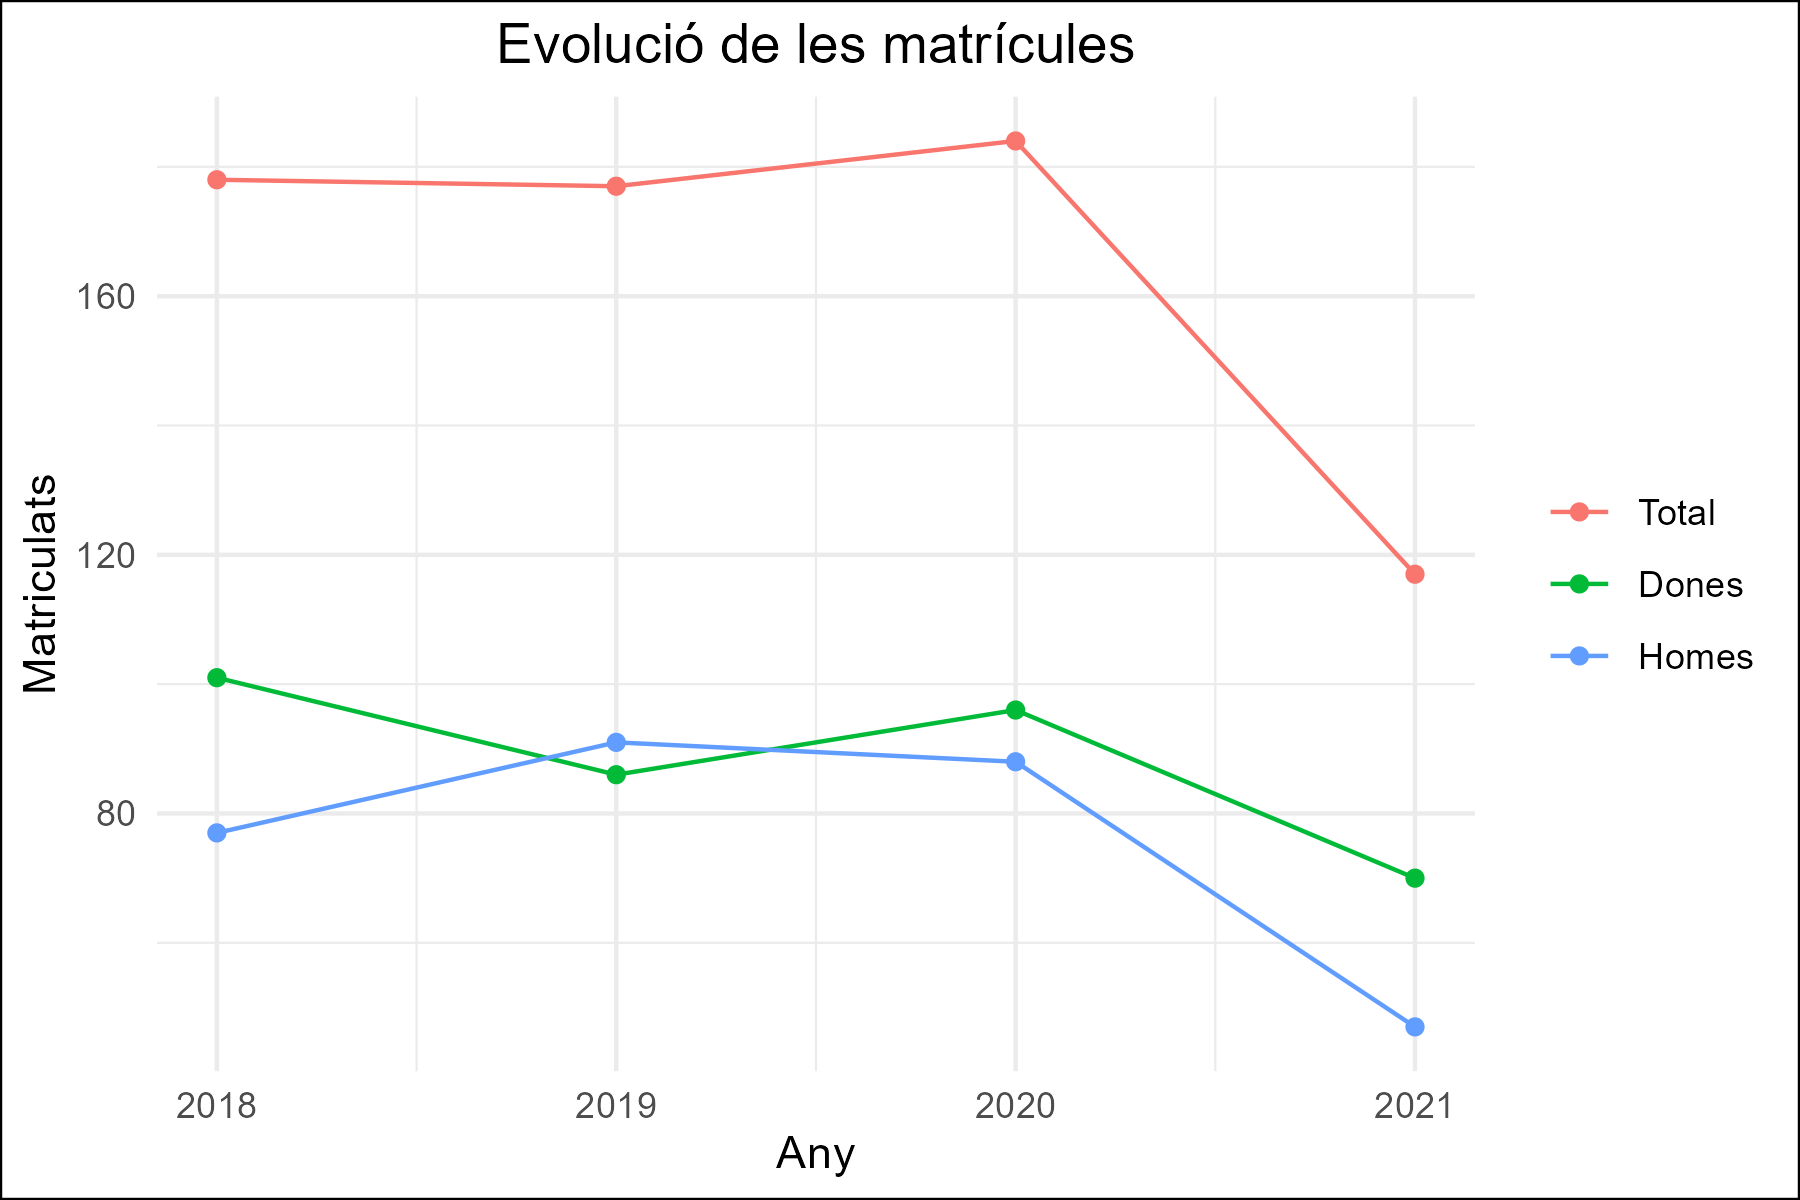 Evolució de les matrícules
Matriculats
160
120
80
2018
2019
2020
2021
Any
Total
Dones
Homes